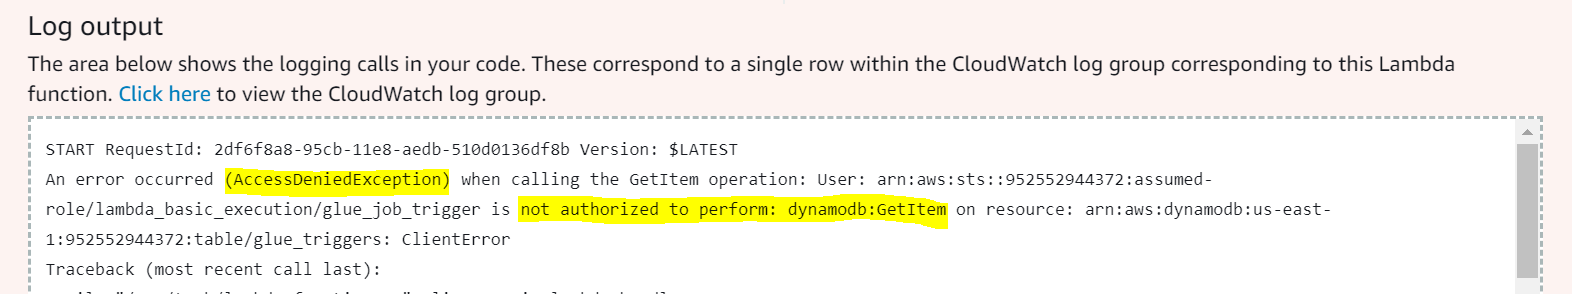 Log output
The area below shows the logging calls in your code. These correspond to a single row within the CloudWatch log group corresponding to this Lambda
function. Click here to view the CloudWatch log group.
START RequestId: 2df6f8a8-95cb-11e8-aedb-510d0136df8b Version: $LATEST
An error occurred (AccessDeniedException) when calling the GetItem operation: User: arn:aws:sts::952552944372:assumed-
role/lambda_basic_execution/glue_job_trigger is not authorized to perform: dynamodb:GetItem on resource: arn:aws:dynamodb:us-east-
1:952552944372:table/glue_triggers: ClientError
Traceback (most recent call last):